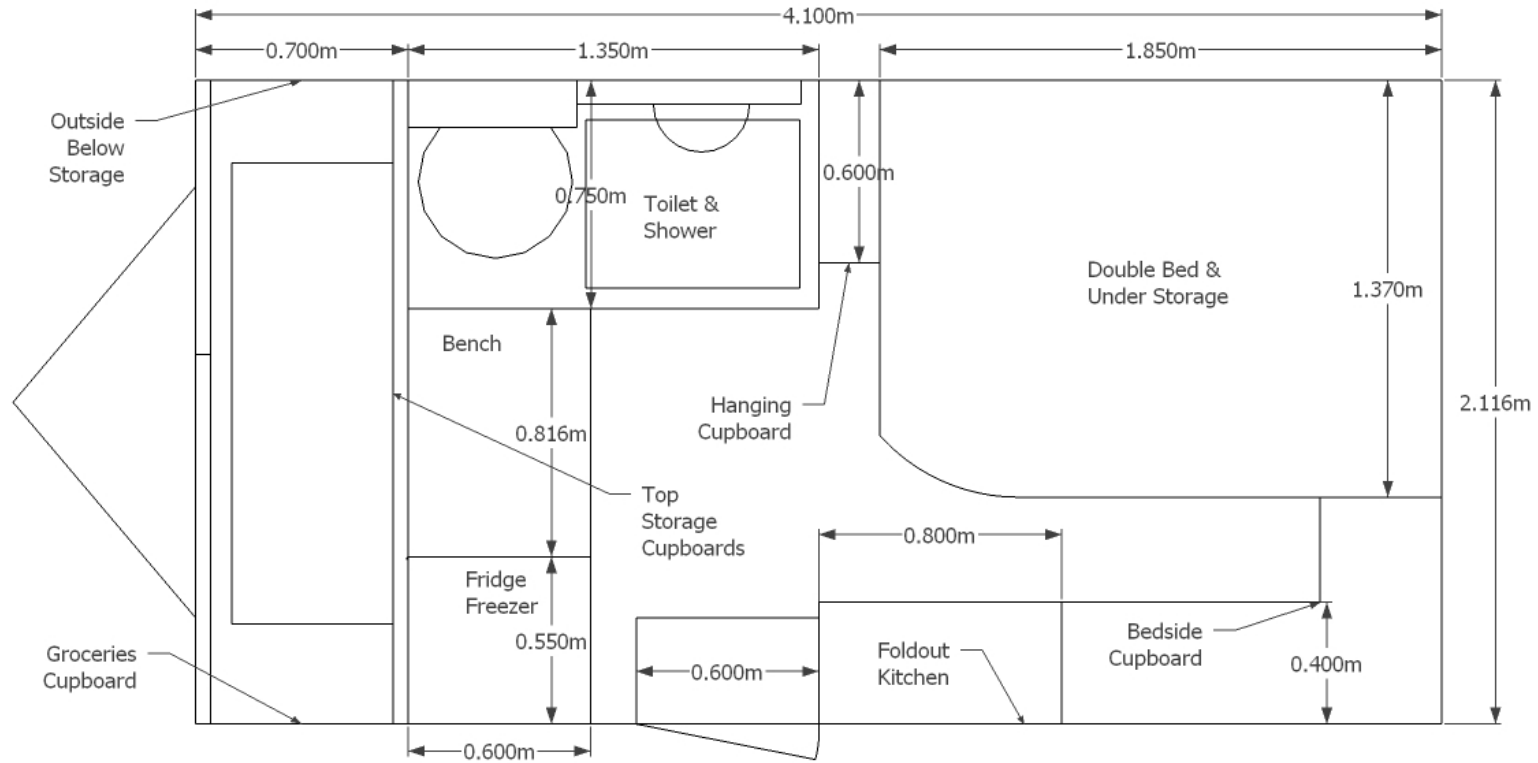 4.100m
0.700m
1.350m
1.850m
Outside
Below
Storage
0.600m
0.750m
Toilet &
Shower
Double Bed &
Under Storage
1.370m
Bench
Hanging
Cupboard
2.116m
0.816m
Top
Storage
Cupboards
0.800m
Fridge
Freezer
0.550m
Groceries
Cupboard
0.600m
Foldout
Kitchen
Bedside
Cupboard
0.400m
0.600m